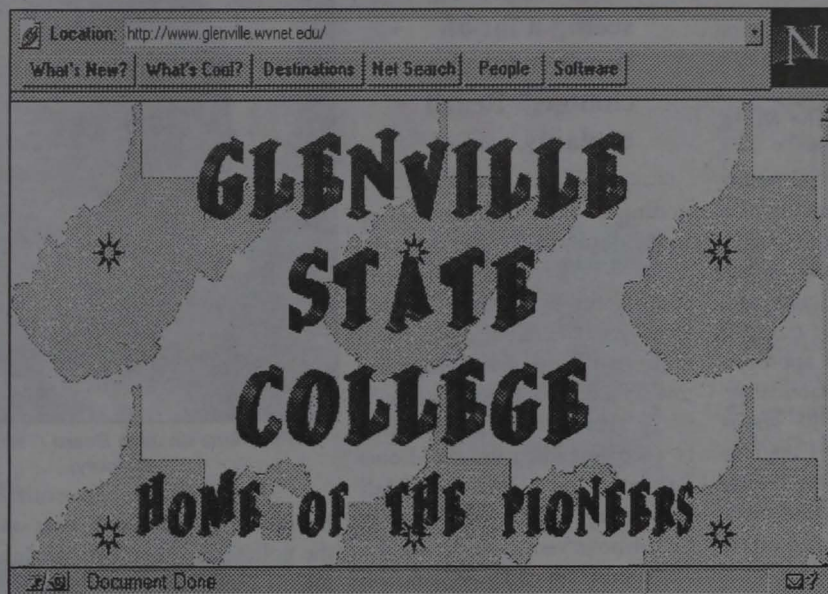 Location: http://www.glenville.wvnet.edu/
N
What's New? What's Cool? Destinations Net Search People Software
GLENVILLE
STATE
COLLEGE
HOME OF THE PIONEERS
Document Done
?